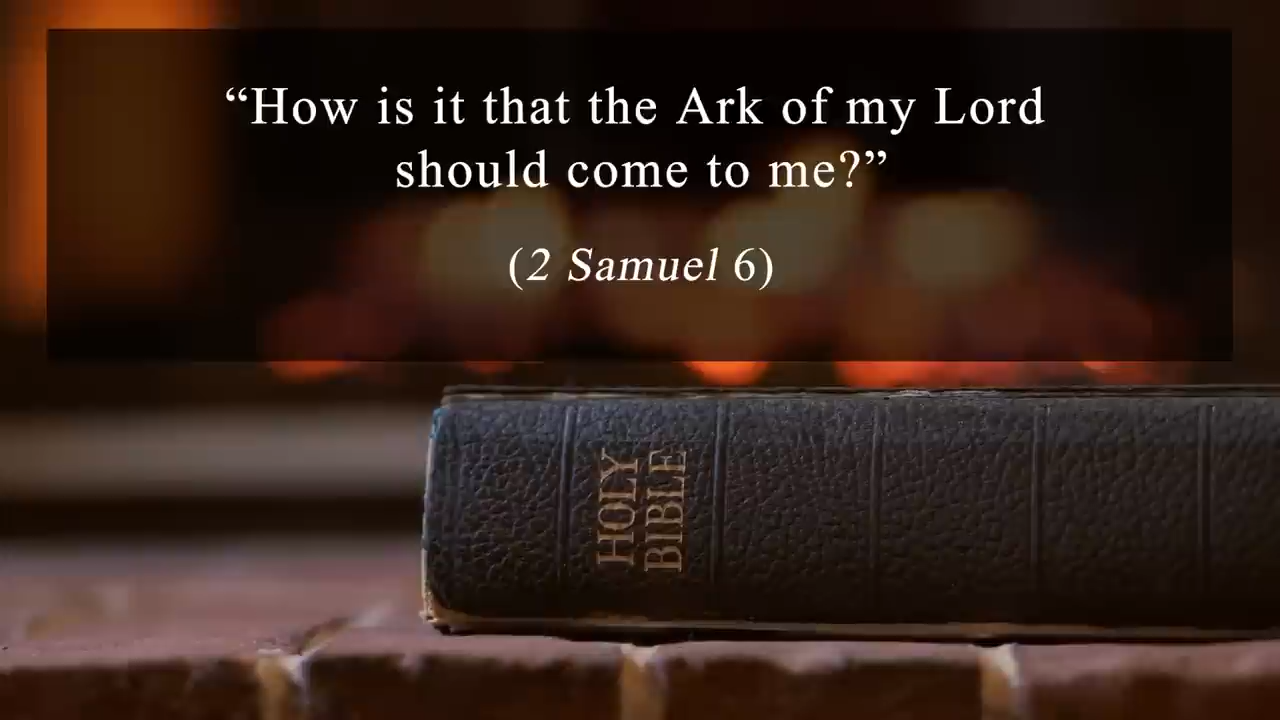 “How is it that the Ark of my Lord
should come to me?”
(2 Samuel 6)
HOLY
BIBLE